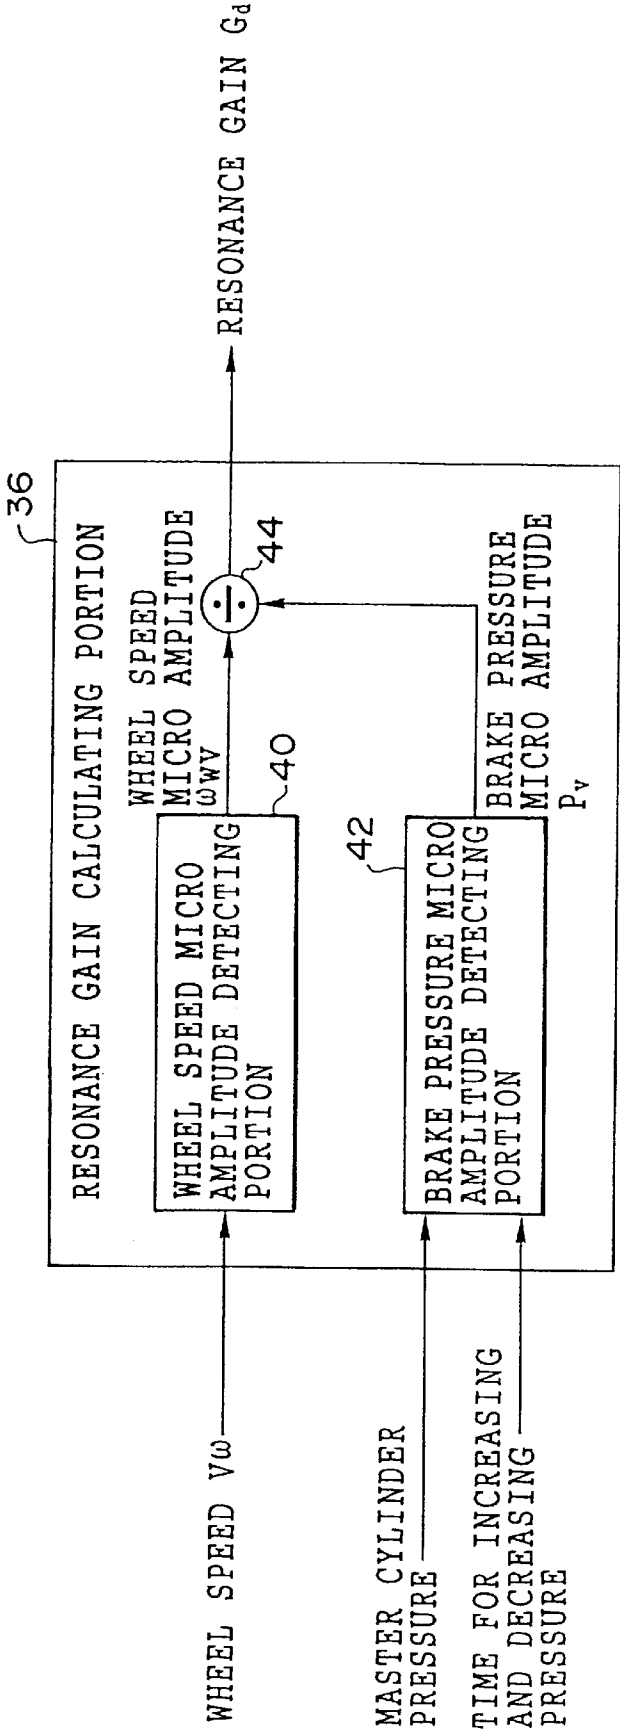 36
RESONANCE GAIN CALCULATING PORTION
WHEEL SPEED Vω
WHEEL SPEED MICRO
AMPLITUDE DETECTING
PORTION
40
WHEEL SPEED
MICRO AMPLITUDE
ωWV
÷
44
RESONANCE GAIN Gd
MASTER CYLINDER
PRESSURE
TIME FOR INCREASING
AND DECREASING
PRESSURE
42
BRAKE PRESSURE MICRO
AMPLITUDE DETECTING
PORTION
BRAKE PRESSURE
MICRO AMPLITUDE
Pv